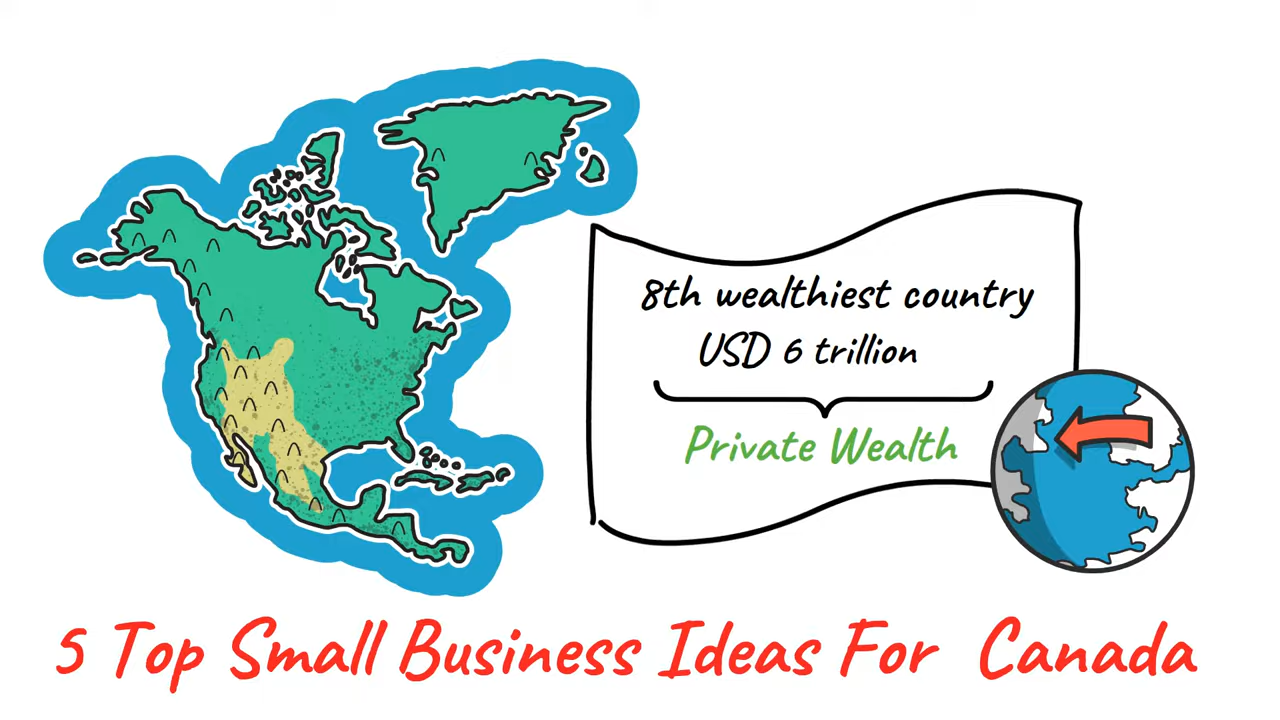 8th wealthiest country
USD 6 trillion
Private Wealth
5 Top Small Business Ideas For Canada